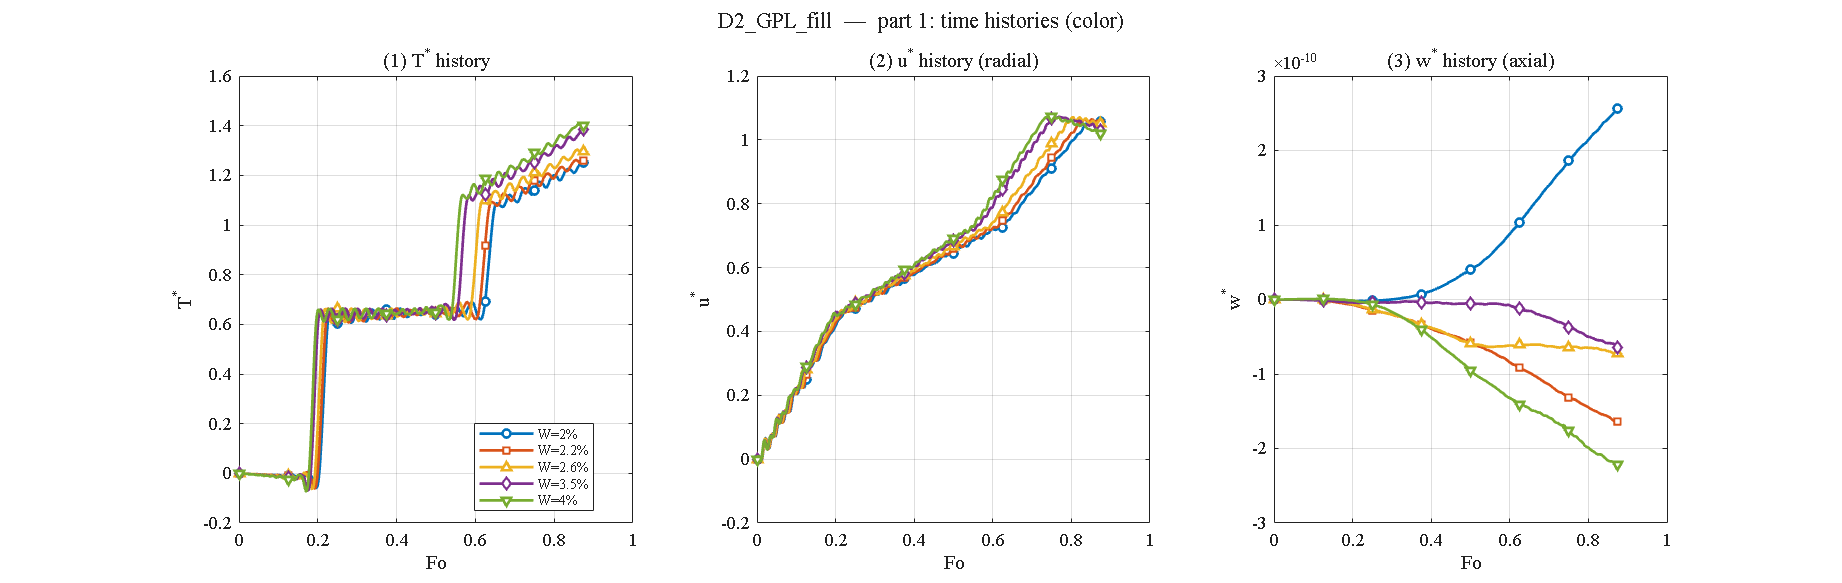 D2_GPL_fill — part 1: time histories (color)
(1) T* history
1.6
1.4
1.2
1
0.8
0.6
0.4
0.2
0
-0.2
T*
W=2%
W=2.2%
W=2.6%
W=3.5%
W=4%
0 0.2 0.4 0.6 0.8 1
Fo
(2) u* history (radial)
1.2
1
0.8
0.6
0.4
0.2
0
-0.2
u*
0 0.2 0.4 0.6 0.8 1
Fo
×10-10
(3) w* history (axial)
3
2
1
0
-1
-2
-3
w*
0 0.2 0.4 0.6 0.8 1
Fo